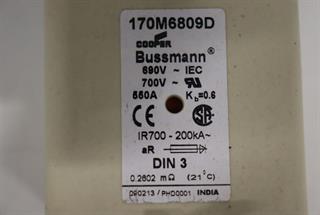 170M6809D
COOPER
Bussmann®
690V ~ IEC
700V ~
550A Kb=0.6
IR700 - 200kA~
aR
DIN 3
0.2602 mΩ (21°C)
090213 / PHD0001 INDIA